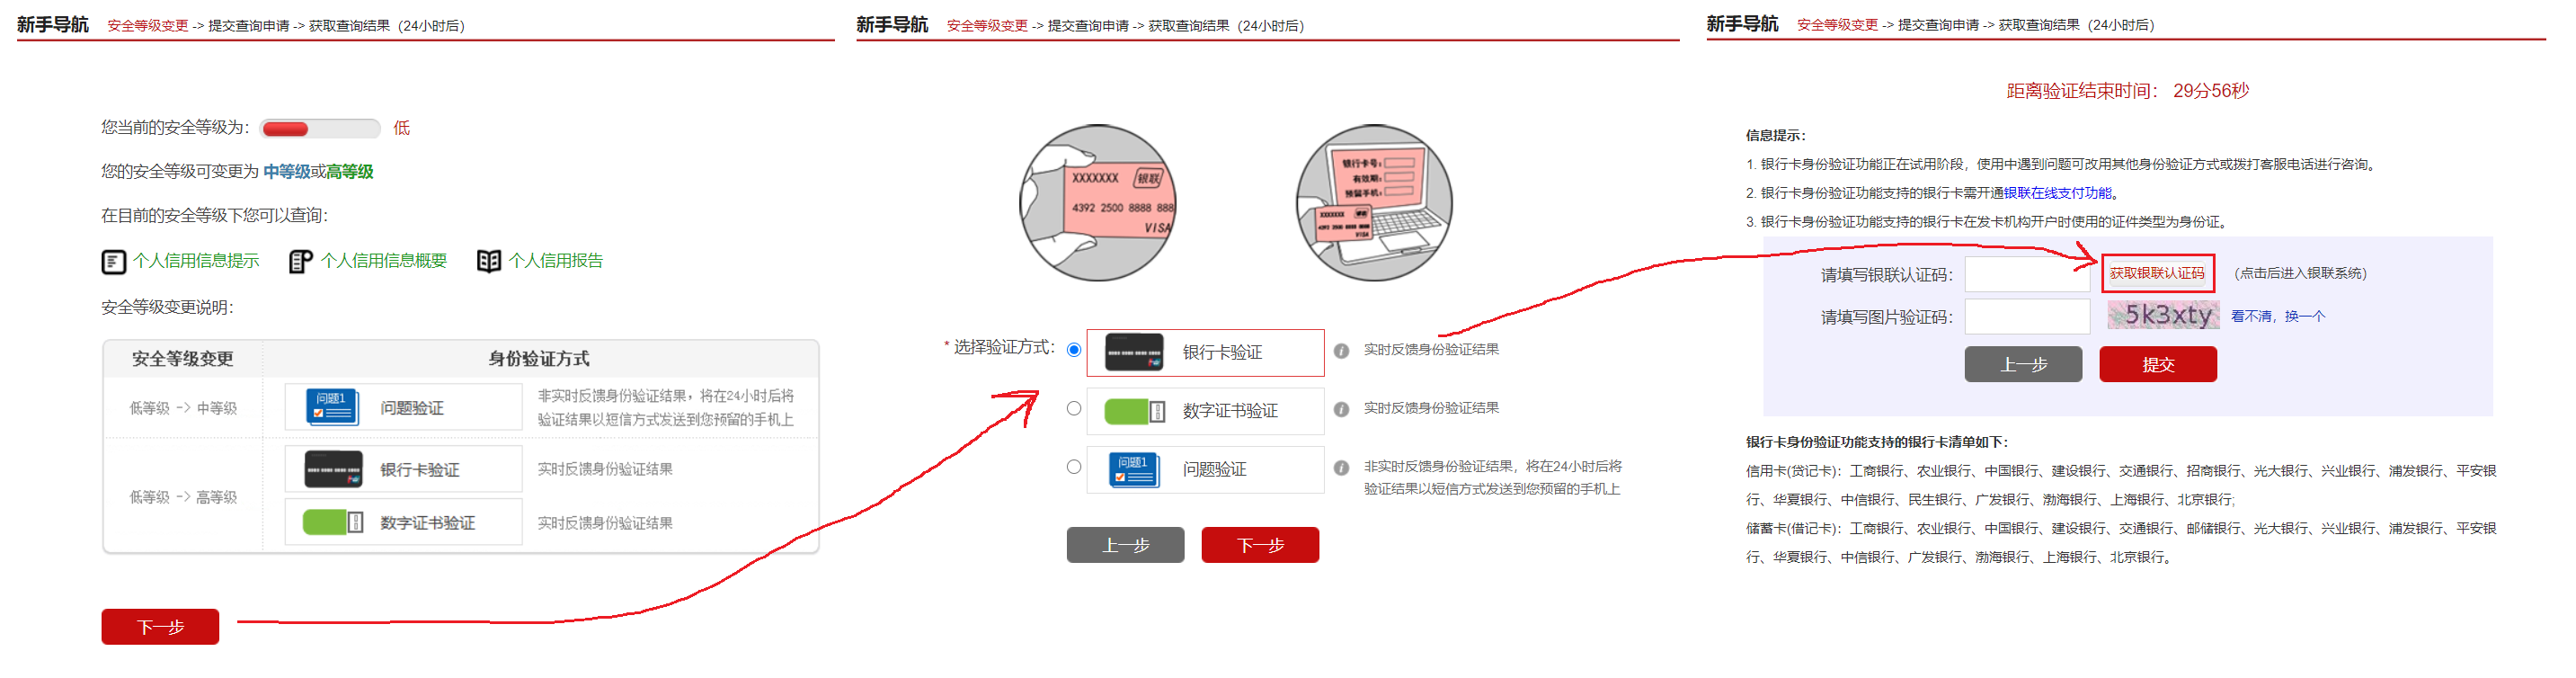 新手导航 安全等级变更 -> 提交查询申请 -> 获取查询结果（24小时后）
您当前的安全等级为： 低
您的安全等级可变更为 中等级或高等级
在目前的安全等级下您可以查询：
个人信用信息提示 个人信用信息概要 个人信用报告
安全等级变更说明：
安全等级变更 身份验证方式
低等级 -> 中等级 问题1 问题验证 非实时反馈身份验证结果，将在24小时后将
验证结果以短信方式发送到您预留的手机上
银行卡验证 实时反馈身份验证结果
低等级 -> 高等级
数字证书验证 实时反馈身份验证结果
下一步
新手导航 安全等级变更 -> 提交查询申请 -> 获取查询结果（24小时后）
XXXXXXX 银联
4392 2500 8888 888
VISA
银行卡号：
有效期：
预留手机：
XXXXXXX 银联
4392 2500 8888 888
VISA
* 选择验证方式： 银行卡验证 i 实时反馈身份验证结果
数字证书验证 i 实时反馈身份验证结果
问题1 问题验证 i 非实时反馈身份验证结果，将在24小时后将
验证结果以短信方式发送到您预留的手机上
上一步 下一步
新手导航 安全等级变更 -> 提交查询申请 -> 获取查询结果（24小时后）
距离验证结束时间： 29分56秒
信息提示：
1. 银行卡身份验证功能正在试用阶段，使用中遇到问题可改用其他身份验证方式或拨打客服电话进行咨询。
2. 银行卡身份验证功能支持的银行卡需开通银联在线支付功能。
3. 银行卡身份验证功能支持的银行卡在发卡机构开户时使用的证件类型为身份证。
请填写银联认证码： 获取银联认证码 （点击后进入银联系统）
请填写图片验证码： 5k3xty 看不清，换一个
上一步 提交
银行卡身份验证功能支持的银行卡清单如下：
信用卡(贷记卡)：工商银行、农业银行、中国银行、建设银行、交通银行、招商银行、光大银行、兴业银行、浦发银行、平安银
行、华夏银行、中信银行、民生银行、广发银行、渤海银行、上海银行、北京银行;
储蓄卡(借记卡)：工商银行、农业银行、中国银行、建设银行、交通银行、邮储银行、光大银行、兴业银行、浦发银行、平安银
行、华夏银行、中信银行、广发银行、渤海银行、上海银行、北京银行。